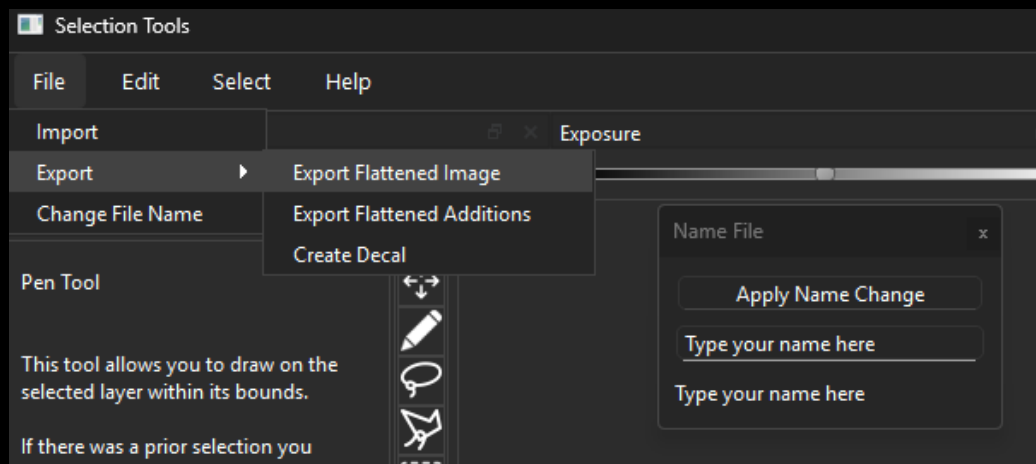 Selection Tools
File Edit Select Help
Import
Export
Change File Name
Export Flattened Image
Export Flattened Additions
Create Decal
Exposure
Name File
x
Apply Name Change
Type your name here
Type your name here
Pen Tool
This tool allows you to draw on the
selected layer within its bounds.
If there was a prior selection you